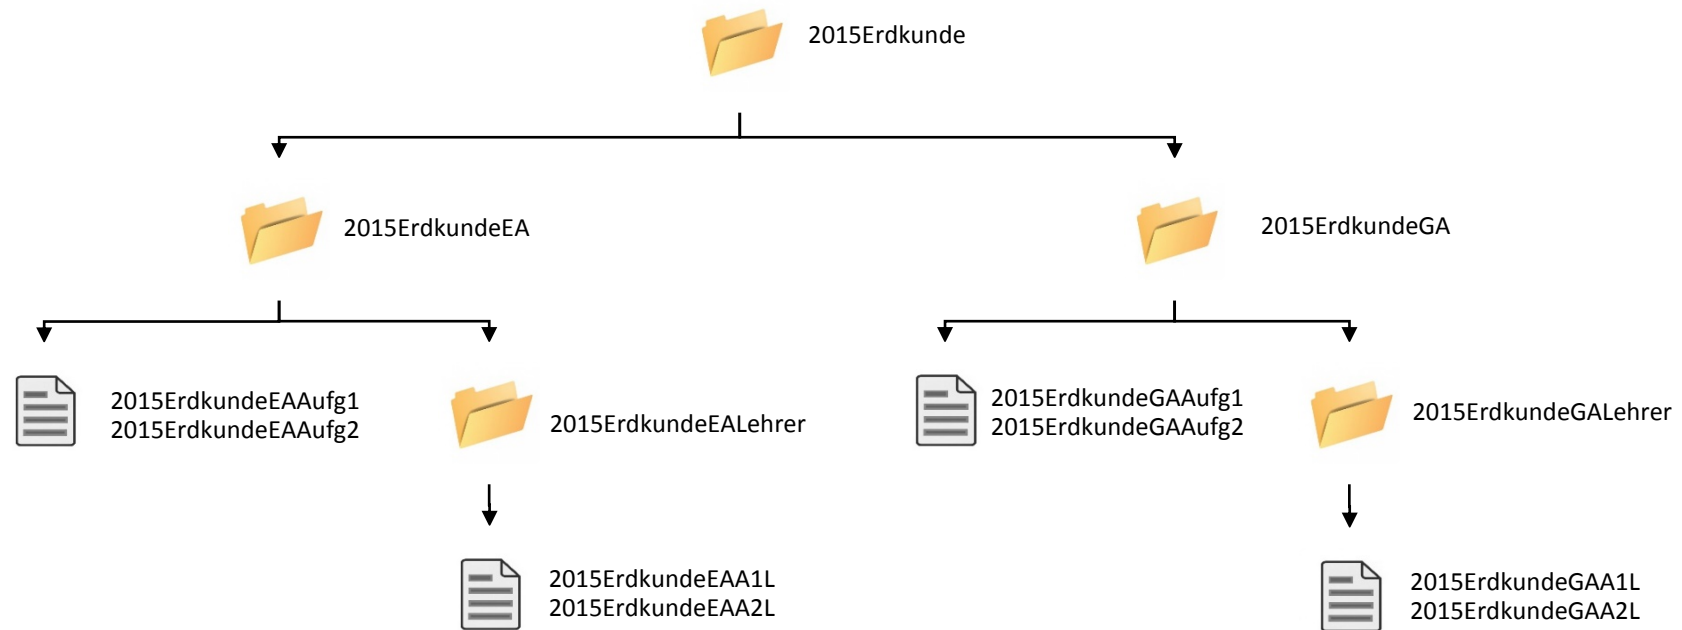 2015Erdkunde
2015ErdkundeEA
2015ErdkundeGA
2015ErdkundeEAAufg1
2015ErdkundeEAAufg2
2015ErdkundeEALehrer
2015ErdkundeGAAufg1
2015ErdkundeGAAufg2
2015ErdkundeGALehrer
2015ErdkundeEAA1L
2015ErdkundeEAA2L
2015ErdkundeGAA1L
2015ErdkundeGAA2L